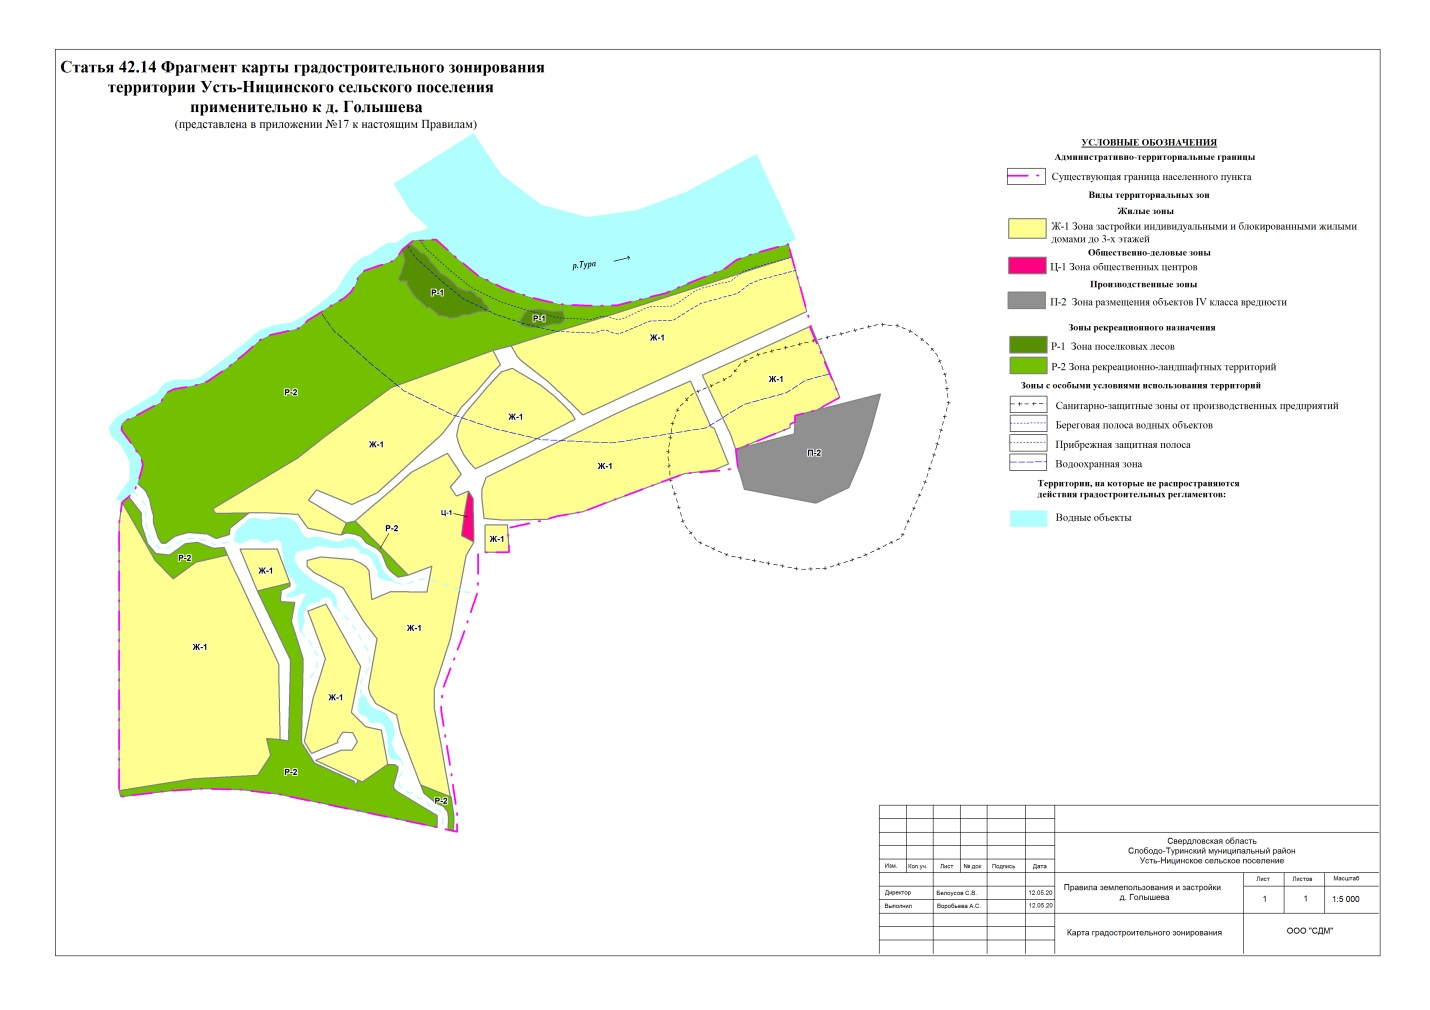 Статья 42.14 Фрагмент карты градостроительного зонирования
территории Усть-Ницинского сельского поселения
применительно к д. Голышева
(представлена в приложении №17 к настоящим Правилам)
УСЛОВНЫЕ ОБОЗНАЧЕНИЯ
Административно-территориальные границы
Существующая граница населенного пункта
Виды территориальных зон
Жилые зоны
Ж-1 Зона застройки индивидуальными и блокированными жилыми
домами до 3-х этажей
Общественно-деловые зоны
Ц-1 Зона общественных центров
Производственные зоны
П-2 Зона размещения объектов IV класса вредности
Зоны рекреационного назначения
Р-1 Зона поселковых лесов
Р-2 Зона рекреационно-ландшафтных территорий
Зоны с особыми условиями использования территорий
Санитарно-защитные зоны от производственных предприятий
Береговая полоса водных объектов
Прибрежная защитная полоса
Водоохранная зона
Территории, на которые не распространяются
действия градостроительных регламентов:
Водные объекты
р.Тура
Р-1
Р-1
Ж-1
Ж-1
Р-2
Ж-1
Ж-1
П-2
Ж-1
Ц-1
Р-2
Ж-1
Р-2
Ж-1
Ж-1
Ж-1
Ж-1
Р-2
Р-2
Изм.
Кол.уч.
Лист
№ док
Подпись
Дата
Директор
Белоусов С.В.
12.05.20
Выполнил
Воробьева А.С.
12.05.20
Свердловская область
Слободо-Туринский муниципальный район
Усть-Ницинское сельское поселение
Правила землепользования и застройки
д. Голышева
Лист
Листов
Масштаб
1
1
1:5 000
Карта градостроительного зонирования
ООО "СДМ"